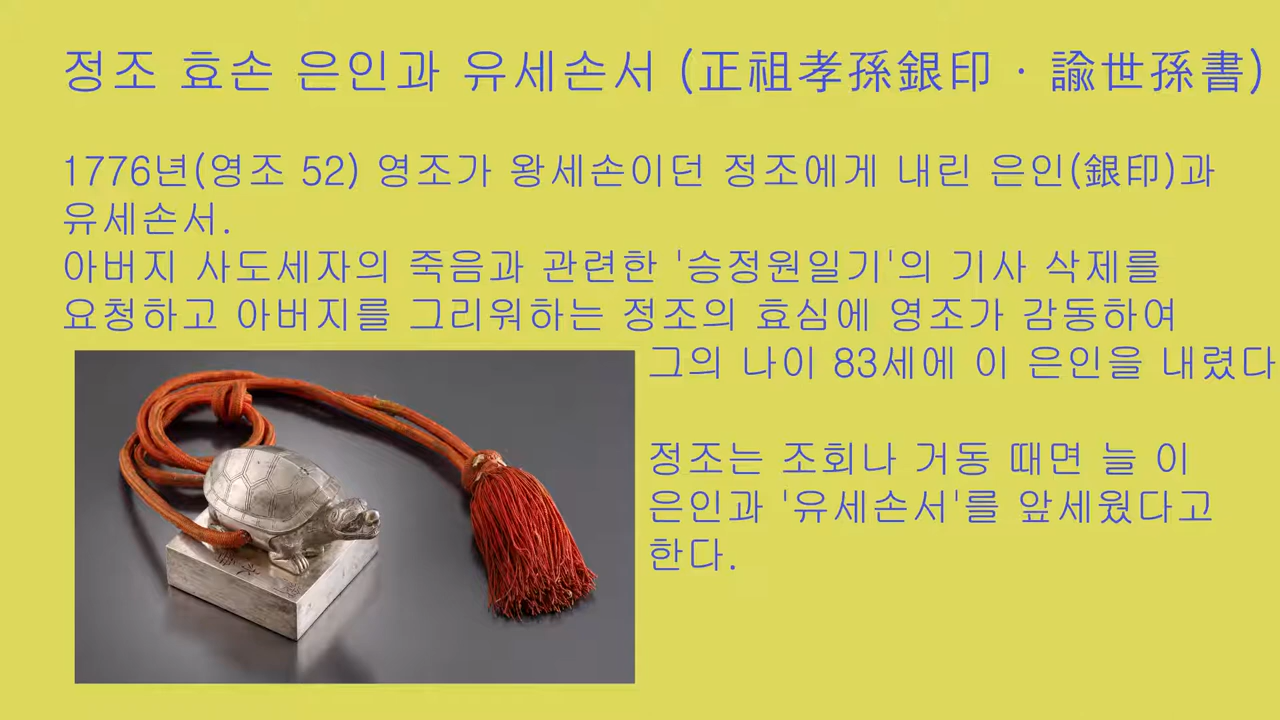 정조 효손 은인과 유세손서 (正祖孝孫銀印 · 諭世孫書)
1776년(영조 52) 영조가 왕세손이던 정조에게 내린 은인(銀印)과
유세손서.
아버지 사도세자의 죽음과 관련한 '승정원일기'의 기사 삭제를
요청하고 아버지를 그리워하는 정조의 효심에 영조가 감동하여
그의 나이 83세에 이 은인을 내렸다
정조는 조회나 거동 때면 늘 이
은인과 '유세손서'를 앞세웠다고
한다.